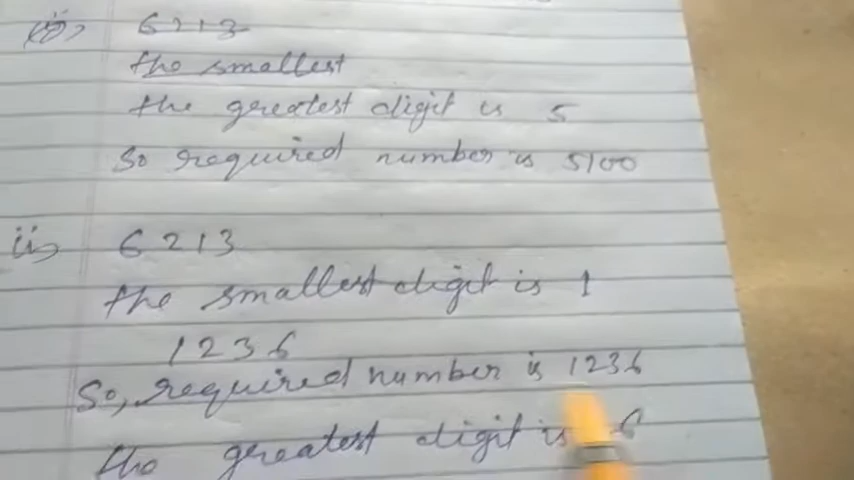 6213
the smallest
the greatest digit is 5
So required number is 5100
ii) 6213
the smallest digit is 1
1236
So, required number is 1236
the greatest digit is 6